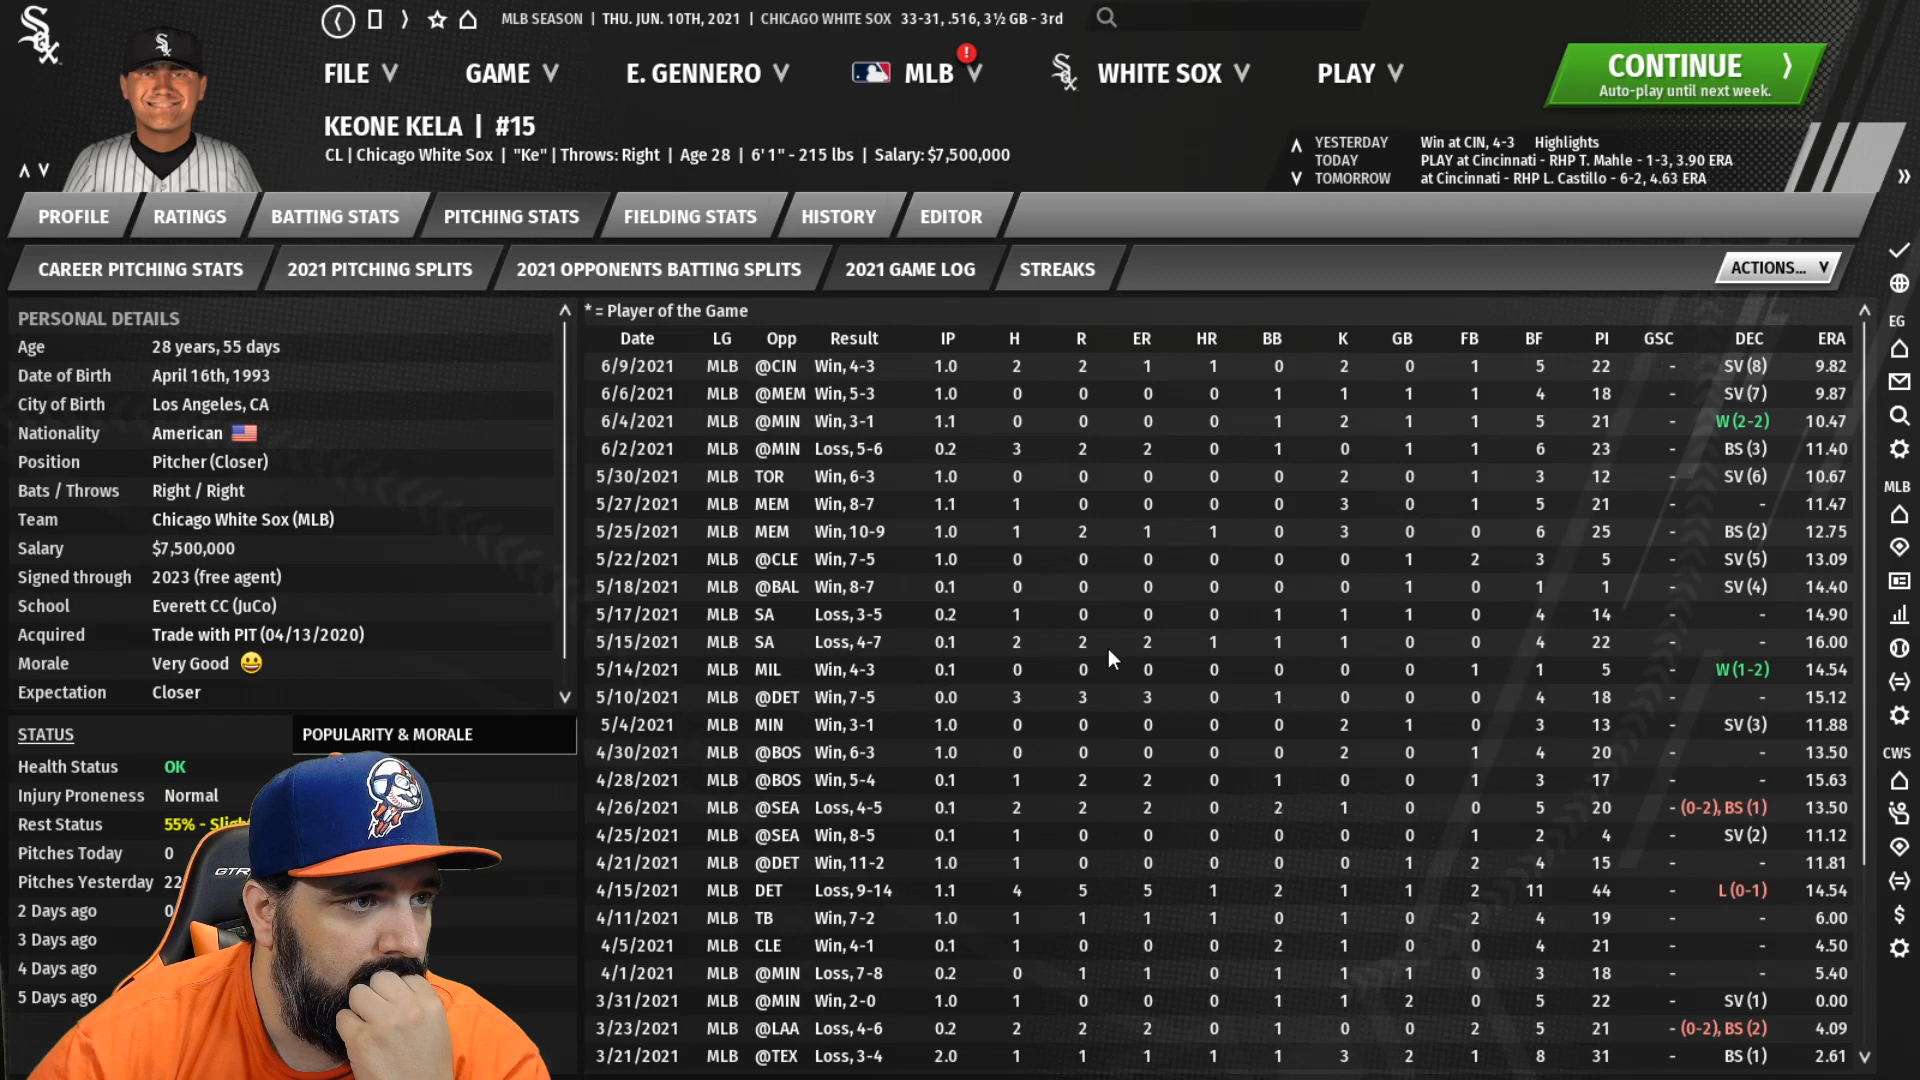 MLB SEASON | THU. JUN. 10TH, 2021 | CHICAGO WHITE SOX 33-31, .516, 3½ GB - 3rd
FILE GAME E. GENNERO MLB WHITE SOX PLAY
CONTINUE
Auto-play until next week.
KEONE KELA | #15
CL | Chicago White Sox | "Ke" | Throws: Right | Age 28 | 6' 1" - 215 lbs | Salary: $7,500,000
YESTERDAY Win at CIN, 4-3 Highlights
TODAY PLAY at Cincinnati - RHP T. Mahle - 1-3, 3.90 ERA
TOMORROW at Cincinnati - RHP L. Castillo - 6-2, 4.63 ERA
PROFILE RATINGS BATTING STATS PITCHING STATS FIELDING STATS HISTORY EDITOR
CAREER PITCHING STATS 2021 PITCHING SPLITS 2021 OPPONENTS BATTING SPLITS 2021 GAME LOG STREAKS
ACTIONS...
PERSONAL DETAILS
Age 28 years, 55 days
Date of Birth April 16th, 1993
City of Birth Los Angeles, CA
Nationality American
Position Pitcher (Closer)
Bats / Throws Right / Right
Team Chicago White Sox (MLB)
Salary $7,500,000
Signed through 2023 (free agent)
School Everett CC (JuCo)
Acquired Trade with PIT (04/13/2020)
Morale Very Good
Expectation Closer
STATUS POPULARITY & MORALE
Health Status OK
Injury Proneness Normal
Rest Status 55% -
Pitches Today 0
Pitches Yesterday 22
2 Days ago 0
3 Days ago
4 Days ago
5 Days ago
GTR
* = Player of the Game
Date LG Opp Result IP H R ER HR BB K GB FB BF PI GSC DEC ERA
6/9/2021 MLB @CIN Win, 4-3 1.0 2 2 1 1 0 2 0 1 5 22 - SV (8) 9.82
6/6/2021 MLB @MEM Win, 5-3 1.0 0 0 0 0 1 1 1 1 4 18 - SV (7) 9.87
6/4/2021 MLB @MIN Win, 3-1 1.1 0 0 0 0 1 2 1 1 5 21 - W (2-2) 10.47
6/2/2021 MLB @MIN Loss, 5-6 0.2 3 2 2 0 1 0 1 1 6 23 - BS (3) 11.40
5/30/2021 MLB TOR Win, 6-3 1.0 0 0 0 0 0 2 0 1 3 12 - SV (6) 10.67
5/27/2021 MLB MEM Win, 8-7 1.1 1 0 0 0 0 3 0 1 5 21 - - 11.47
5/25/2021 MLB MEM Win, 10-9 1.0 1 2 1 1 0 3 0 0 6 25 - BS (2) 12.75
5/22/2021 MLB @CLE Win, 7-5 1.0 0 0 0 0 0 0 1 2 3 5 - SV (5) 13.09
5/18/2021 MLB @BAL Win, 8-7 0.1 0 0 0 0 0 0 1 0 1 1 - SV (4) 14.40
5/17/2021 MLB SA Loss, 3-5 0.2 1 0 0 0 1 1 1 0 4 14 - - 14.90
5/15/2021 MLB SA Loss, 4-7 0.1 2 2 2 1 1 1 0 0 4 22 - - 16.00
5/14/2021 MLB MIL Win, 4-3 0.1 0 0 0 0 0 0 0 1 1 5 - W (1-2) 14.54
5/10/2021 MLB @DET Win, 7-5 0.0 3 3 3 0 1 0 0 0 4 18 - - 15.12
5/4/2021 MLB MIN Win, 3-1 1.0 0 0 0 0 0 2 1 0 3 13 - SV (3) 11.88
4/30/2021 MLB @BOS Win, 6-3 1.0 0 0 0 0 0 2 0 1 4 20 - - 13.50
4/28/2021 MLB @BOS Win, 5-4 0.1 1 2 2 0 1 0 0 1 3 17 - - 15.63
4/26/2021 MLB @SEA Loss, 4-5 0.1 2 2 2 0 2 1 0 0 5 20 - (0-2), BS (1) 13.50
4/25/2021 MLB @SEA Win, 8-5 0.1 1 0 0 0 0 0 0 1 2 4 - SV (2) 11.12
4/21/2021 MLB @DET Win, 11-2 1.0 1 0 0 0 0 0 1 2 4 15 - - 11.81
4/15/2021 MLB DET Loss, 9-14 1.1 4 5 5 1 2 1 1 2 11 44 - L (0-1) 14.54
4/11/2021 MLB TB Win, 7-2 1.0 1 1 1 1 0 1 0 2 4 19 - - 6.00
4/5/2021 MLB CLE Win, 4-1 0.1 1 0 0 0 2 1 0 0 4 21 - - 4.50
4/1/2021 MLB @MIN Loss, 7-8 0.2 0 1 1 0 1 1 1 0 3 18 - - 5.40
3/31/2021 MLB @MIN Win, 2-0 1.0 1 0 0 0 1 1 2 0 5 22 - SV (1) 0.00
3/23/2021 MLB @LAA Loss, 4-6 0.2 2 2 2 0 1 0 0 2 5 21 - (0-2), BS (2) 4.09
3/21/2021 MLB @TEX Loss, 3-4 2.0 1 1 1 1 1 3 2 1 8 31 - BS (1) 2.61
EG
MLB
CWS